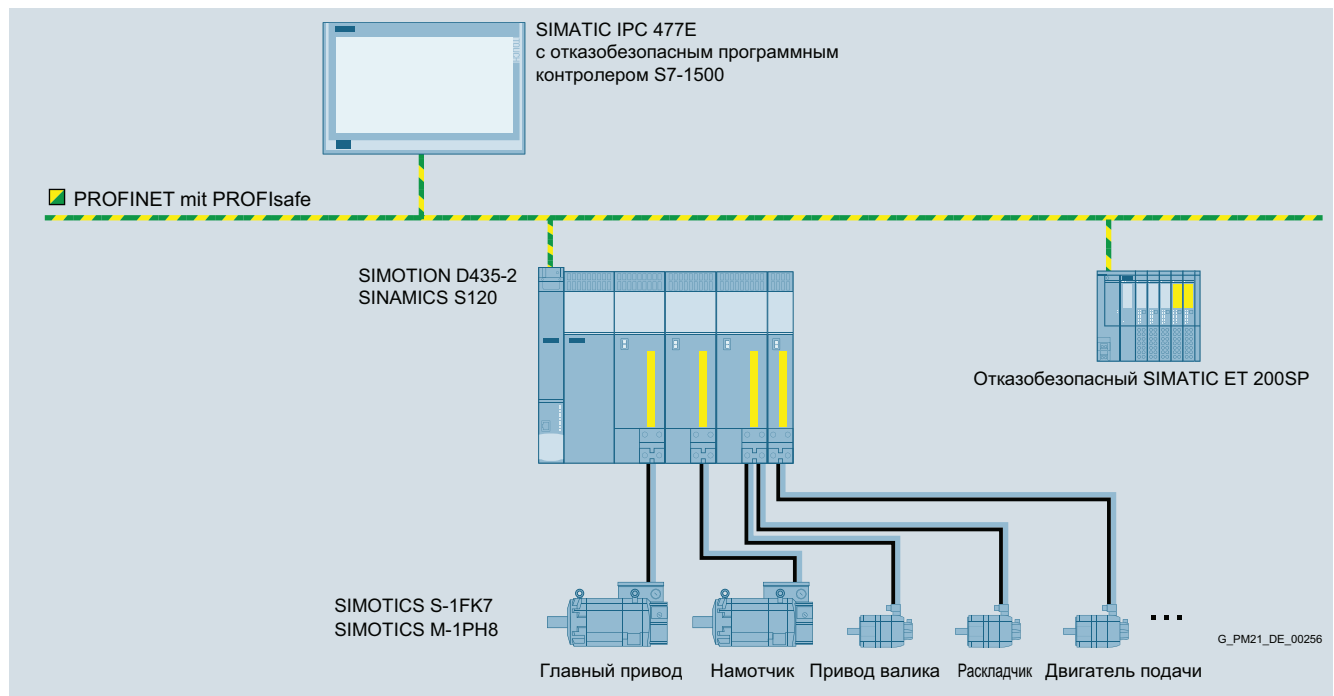 SIMATIC IPC 477E
с отказобезопасным программным
контролером S7-1500
PROFINET mit PROFIsafe
SIMOTION D435-2
SINAMICS S120
Отказобезопасный SIMATIC ET 200SP
SIMOTICS S-1FK7
SIMOTICS M-1PH8
...
G_PM21_DE_00256
Главный привод
Намотчик
Привод валика
Раскладчик
Двигатель подачи